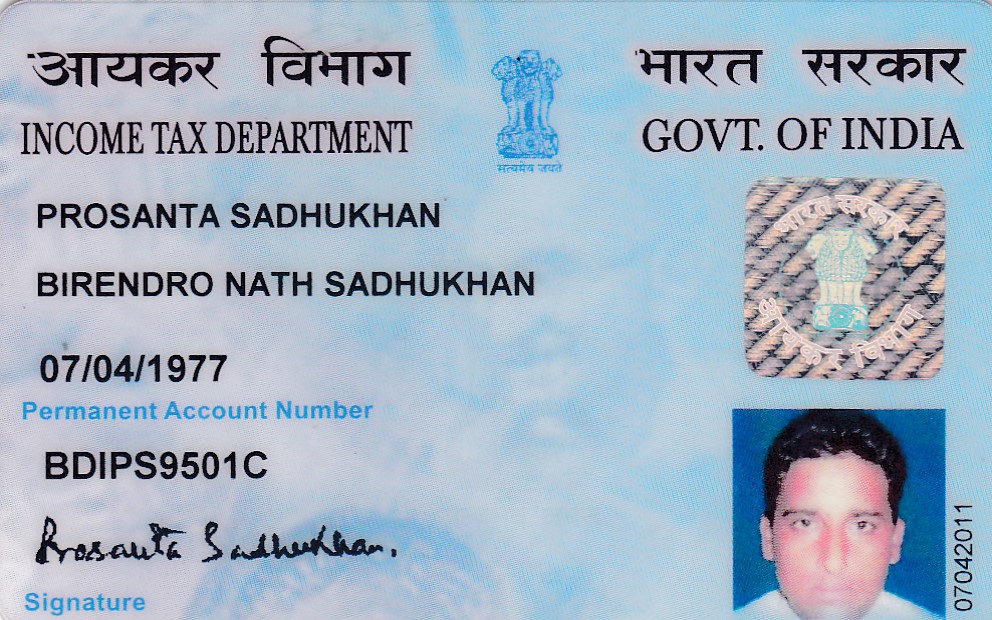 आयकर विभाग
भारत सरकार
INCOME TAX DEPARTMENT
GOVT. OF INDIA
सत्यमेव जयते
PROSANTA SADHUKHAN
BIRENDRO NATH SADHUKHAN
07/04/1977
Permanent Account Number
BDIPS9501C
Prosanta Sadhukhan.
Signature
भारत सरकार
आयकर विभाग
07042011